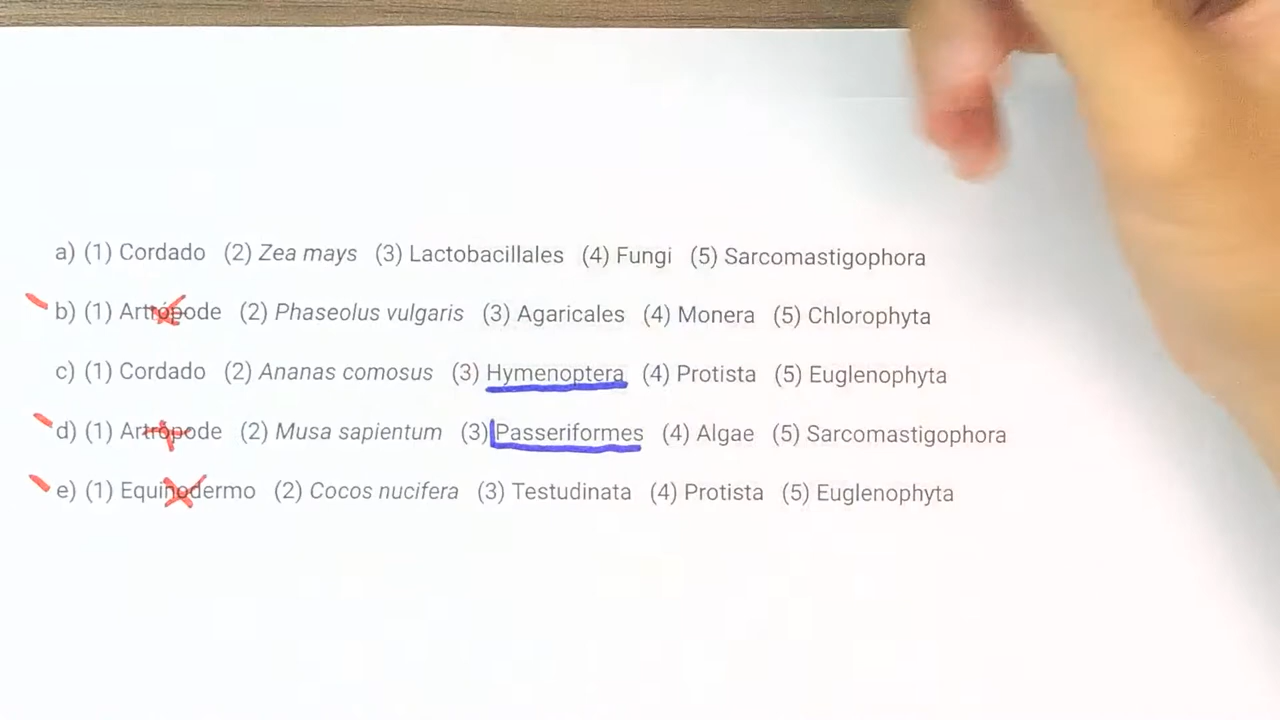 a) (1) Cordado (2) Zea mays (3) Lactobacillales (4) Fungi (5) Sarcomastigophora
b) (1) Artrópode (2) Phaseolus vulgaris (3) Agaricales (4) Monera (5) Chlorophyta
c) (1) Cordado (2) Ananas comosus (3) Hymenoptera (4) Protista (5) Euglenophyta
d) (1) Artrópode (2) Musa sapientum (3) Passeriformes (4) Algae (5) Sarcomastigophora
e) (1) Equinodermo (2) Cocos nucifera (3) Testudinata (4) Protista (5) Euglenophyta